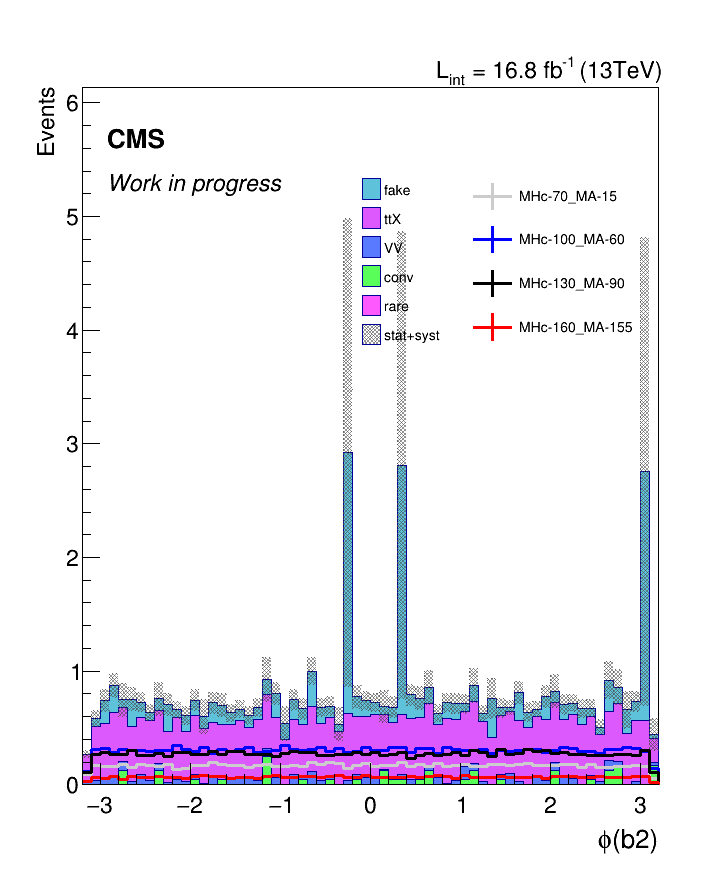 L_int = 16.8 fb^-1 (13TeV)
Events
6
CMS
Work in progress
fake
MHc-70_MA-15
5
ttX
VV
MHc-100_MA-60
conv
MHc-130_MA-90
rare
4
stat+syst
MHc-160_MA-155
3
2
1
0
−3 −2 −1 0 1 2 3
ϕ(b2)